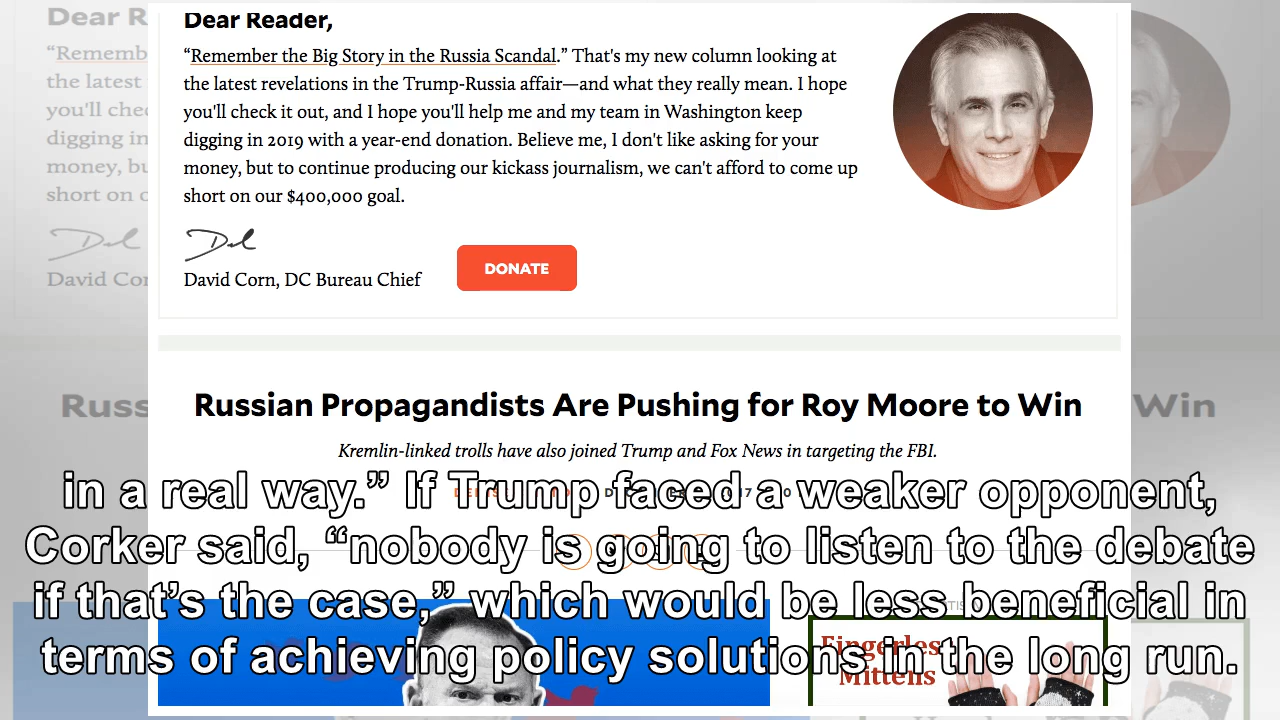 Dear Reader,
“Remember the Big Story in the Russia Scandal.” That's my new column looking at
the latest revelations in the Trump-Russia affair—and what they really mean. I hope
you'll check it out, and I hope you'll help me and my team in Washington keep
digging in 2019 with a year-end donation. Believe me, I don't like asking for your
money, but to continue producing our kickass journalism, we can't afford to come up
short on our $400,000 goal.
David Corn, DC Bureau Chief
DONATE
Russian Propagandists Are Pushing for Roy Moore to Win
Kremlin-linked trolls have also joined Trump and Fox News in targeting the FBI.
in a real way.” If Trump faced a weaker opponent,
Corker said, “nobody is going to listen to the debate
if that’s the case,” which would be less beneficial in
terms of achieving policy solutions in the long run.
Fingerless
Mittens